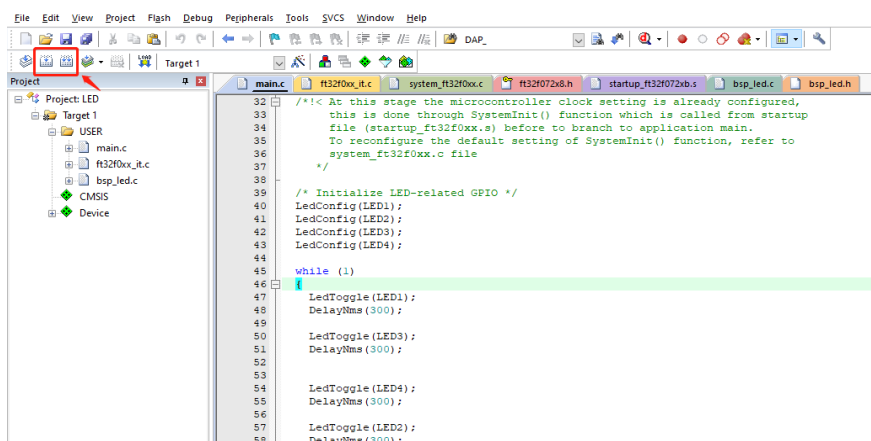 File Edit View Project Flash Debug Peripherals Tools SVCS Window Help
DAP_
LOAD Target 1
Project
main.c ft32f0xx_it.c system_ft32f0xx.c ft32f072x8.h startup_ft32f072xb.s bsp_led.c bsp_led.h
Project: LED
Target 1
USER
main.c
ft32f0xx_it.c
bsp_led.c
CMSIS
Device
32 /*!< At this stage the microcontroller clock setting is already configured,
33 this is done through SystemInit() function which is called from startup
34 file (startup_ft32f0xx.s) before to branch to application main.
35 To reconfigure the default setting of SystemInit() function, refer to
36 system_ft32f0xx.c file
37 */
38
39 /* Initialize LED-related GPIO */
40 LedConfig(LED1);
41 LedConfig(LED2);
42 LedConfig(LED3);
43 LedConfig(LED4);
44
45 while (1)
46 {
47 LedToggle(LED1);
48 DelayNms(300);
49
50 LedToggle(LED3);
51 DelayNms(300);
52
53
54 LedToggle(LED4);
55 DelayNms(300);
56
57 LedToggle(LED2);
58 DelayNms(300);